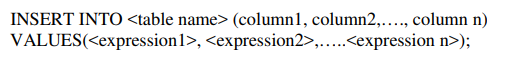 INSERT INTO <table name> (column1, column2,…., column n)
VALUES(<expression1>, <expression2>,…..<expression n>);